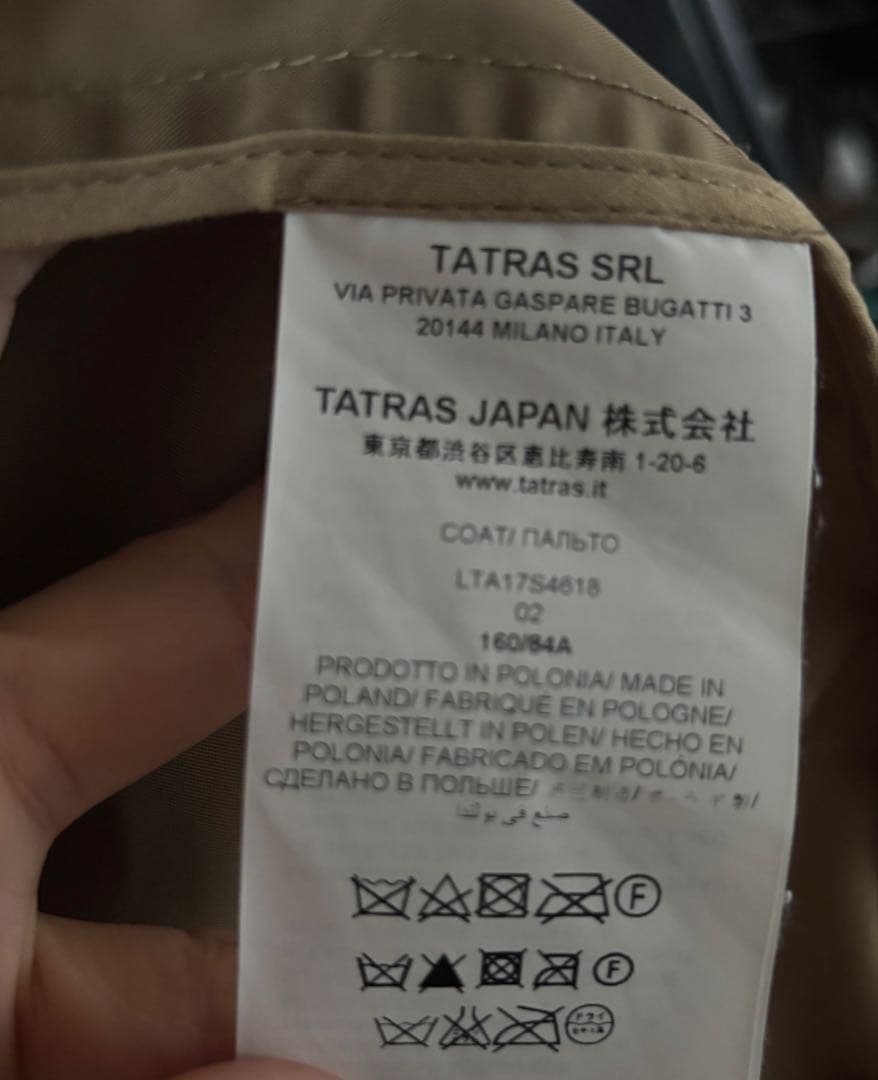 TATRAS SRL
VIA PRIVATA GASPARE BUGATTI 3
20144 MILANO ITALY
TATRAS JAPAN 株式会社
東京都渋谷区恵比寿南 1-20-6
www.tatras.it
COAT/ ПАЛЬТО
LTA17S4618
02
160/84A
PRODOTTO IN POLONIA/ MADE IN
POLAND/ FABRIQUÉ EN POLOGNE/
HERGESTELLT IN POLEN/ HECHO EN
POLONIA/ FABRICADO EM POLÓNIA/
СДЕЛАНО В ПОЛЬШЕ/
صنع في بولندا
F
F
ドライ